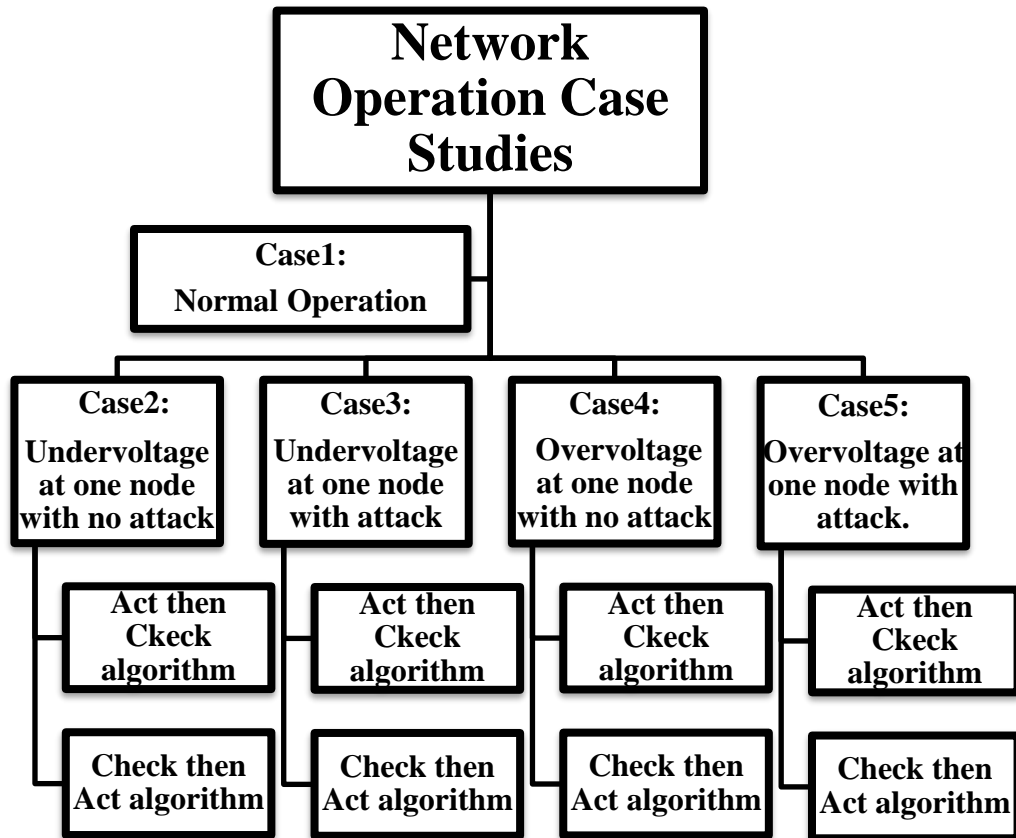 Network
Operation Case
Studies
Case1:
Normal Operation
Case2:
Undervoltage
at one node
with no attack
Case3:
Undervoltage
at one node
with attack
Case4:
Overvoltage
at one node
with no attack
Case5:
Overvoltage at
one node with
attack.
Act then
Ckeck
algorithm
Act then
Ckeck
algorithm
Act then
Ckeck
algorithm
Act then
Ckeck
algorithm
Check then
Act algorithm
Check then
Act algorithm
Check then
Act algorithm
Check then
Act algorithm